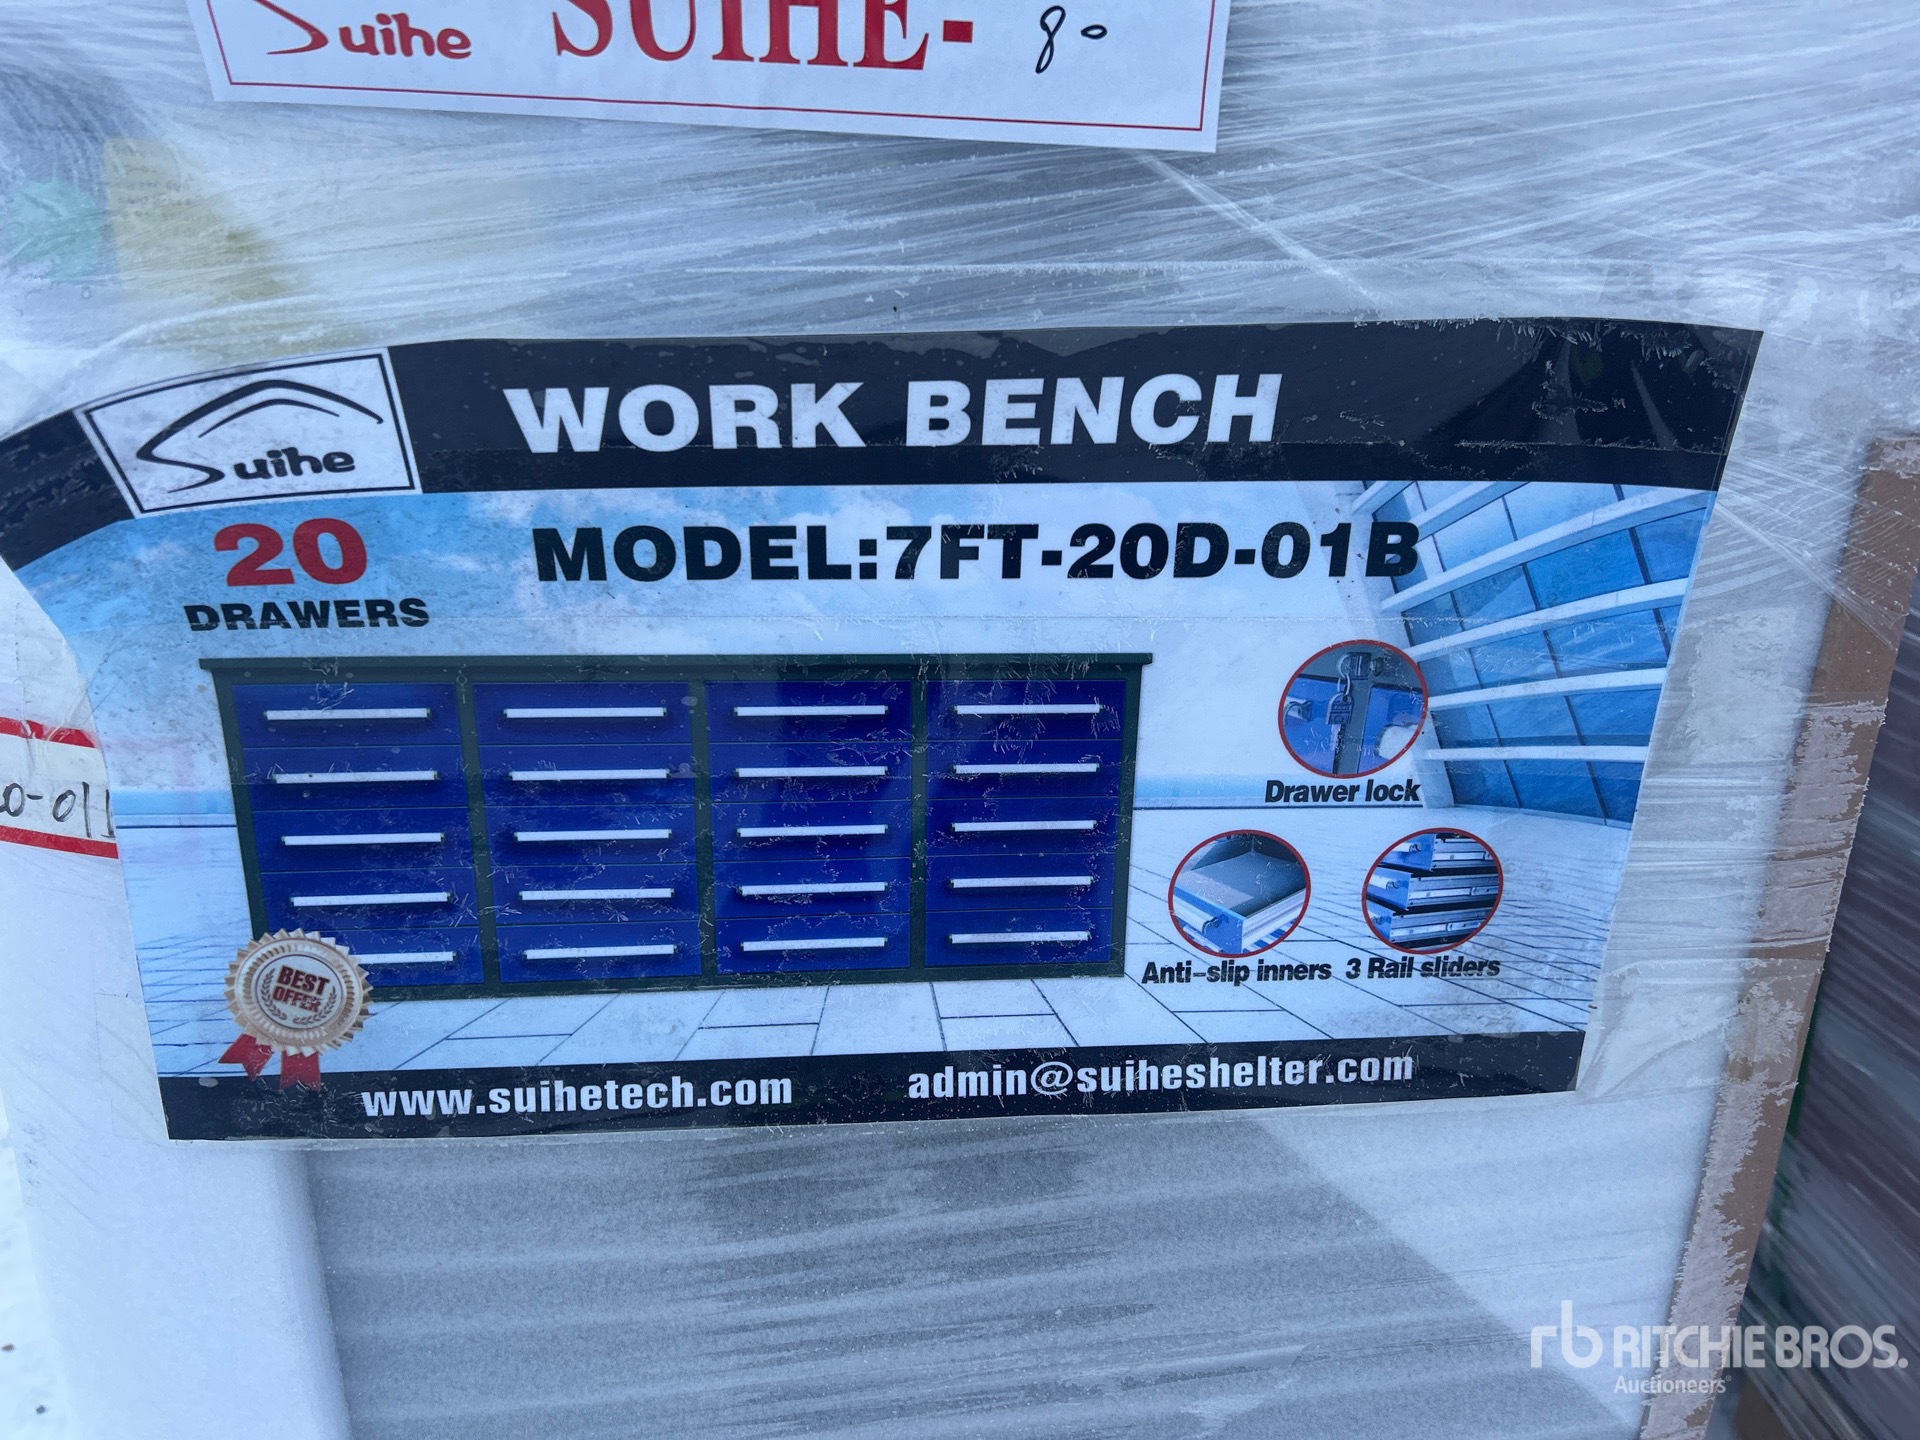 Suihe SUIHE- 80
Suihe
WORK BENCH
20
DRAWERS
MODEL:7FT-20D-01B
Drawer lock
Anti-slip inners
3 Rail sliders
BEST
OFFER
www.suihetech.com
admin@suiheshelter.com
rb RITCHIE BROS.
Auctioneers